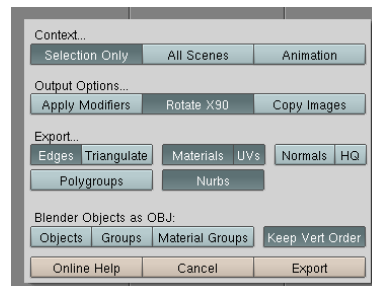 Context...
Selection Only All Scenes Animation
Output Options...
Apply Modifiers Rotate X90 Copy Images
Export...
Edges Triangulate Materials UVs Normals HQ
Polygroups Nurbs
Blender Objects as OBJ:
Objects Groups Material Groups Keep Vert Order
Online Help Cancel Export